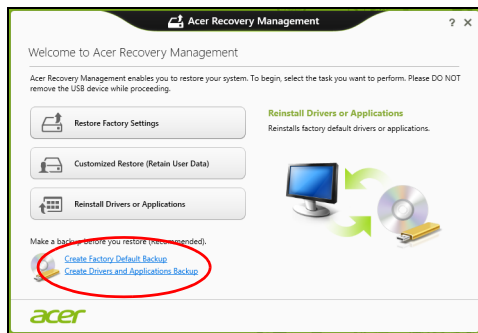 Acer Recovery Management
? ×
Welcome to Acer Recovery Management
Acer Recovery Management enables you to restore your system. To begin, select the task you want to perform. Please DO NOT
remove the USB device while proceeding.
Restore Factory Settings
Customized Restore (Retain User Data)
Reinstall Drivers or Applications
Reinstall Drivers or Applications
Reinstalls factory default drivers or applications.
Make a backup before you restore (Recommended).
Create Factory Default Backup
Create Drivers and Applications Backup
acer